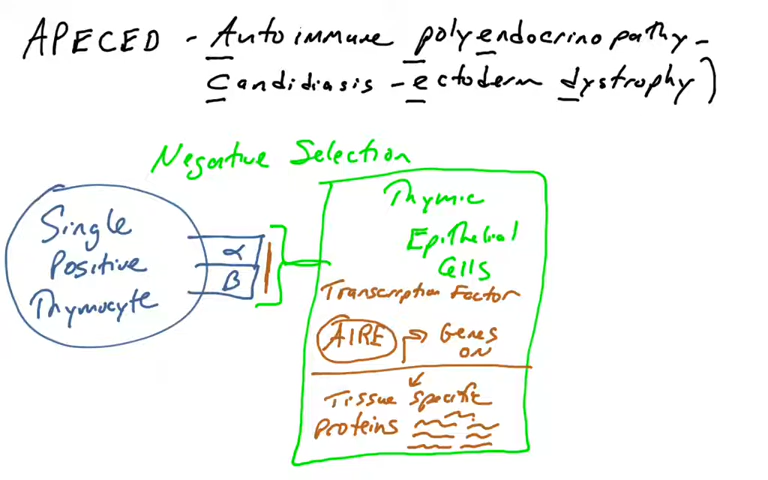 APECED - Autoimmune polyendocrinopathy-
Candidiasis - ectoderm dystrophy)
Negative Selection
Single
Positive
Thymocyte
α
β
Thymic
Epithelial
Cells
Transcription Factor
AIRE → Genes
ON
Tissue specific
Proteins